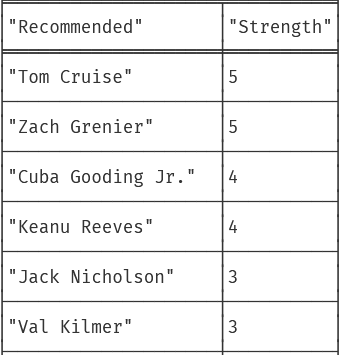 "Recommended" "Strength"
"Tom Cruise" 5
"Zach Grenier" 5
"Cuba Gooding Jr." 4
"Keanu Reeves" 4
"Jack Nicholson" 3
"Val Kilmer" 3